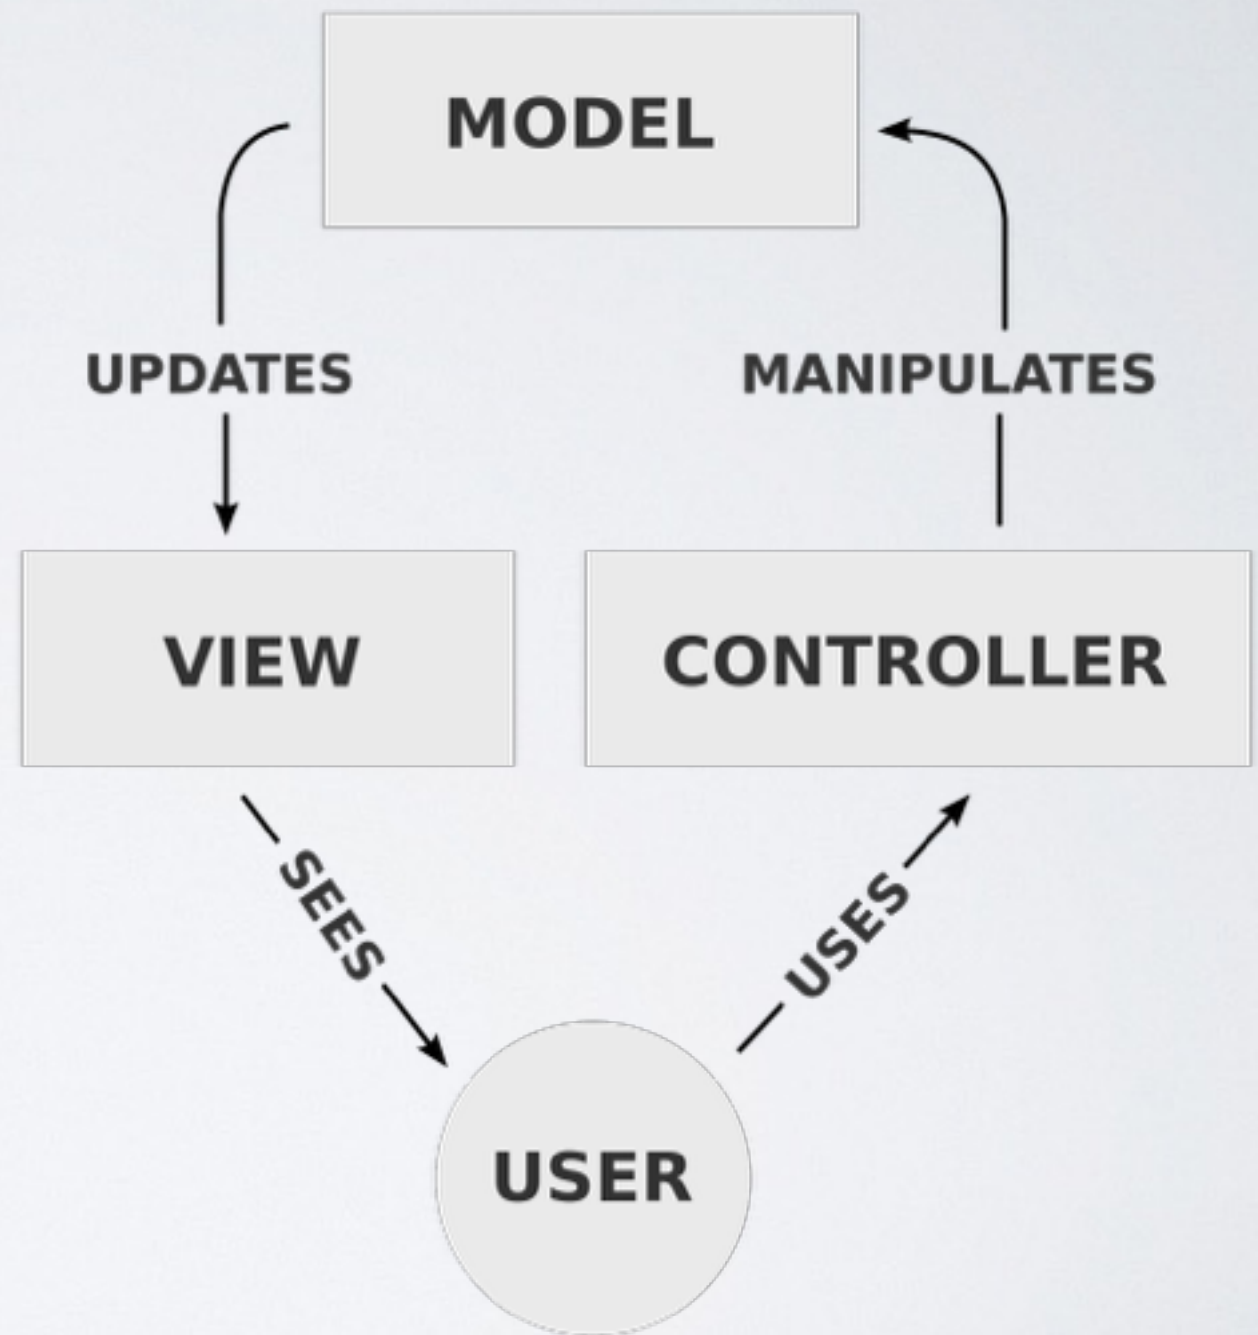 MODEL
UPDATES
MANIPULATES
VIEW
CONTROLLER
SEES
USES
USER